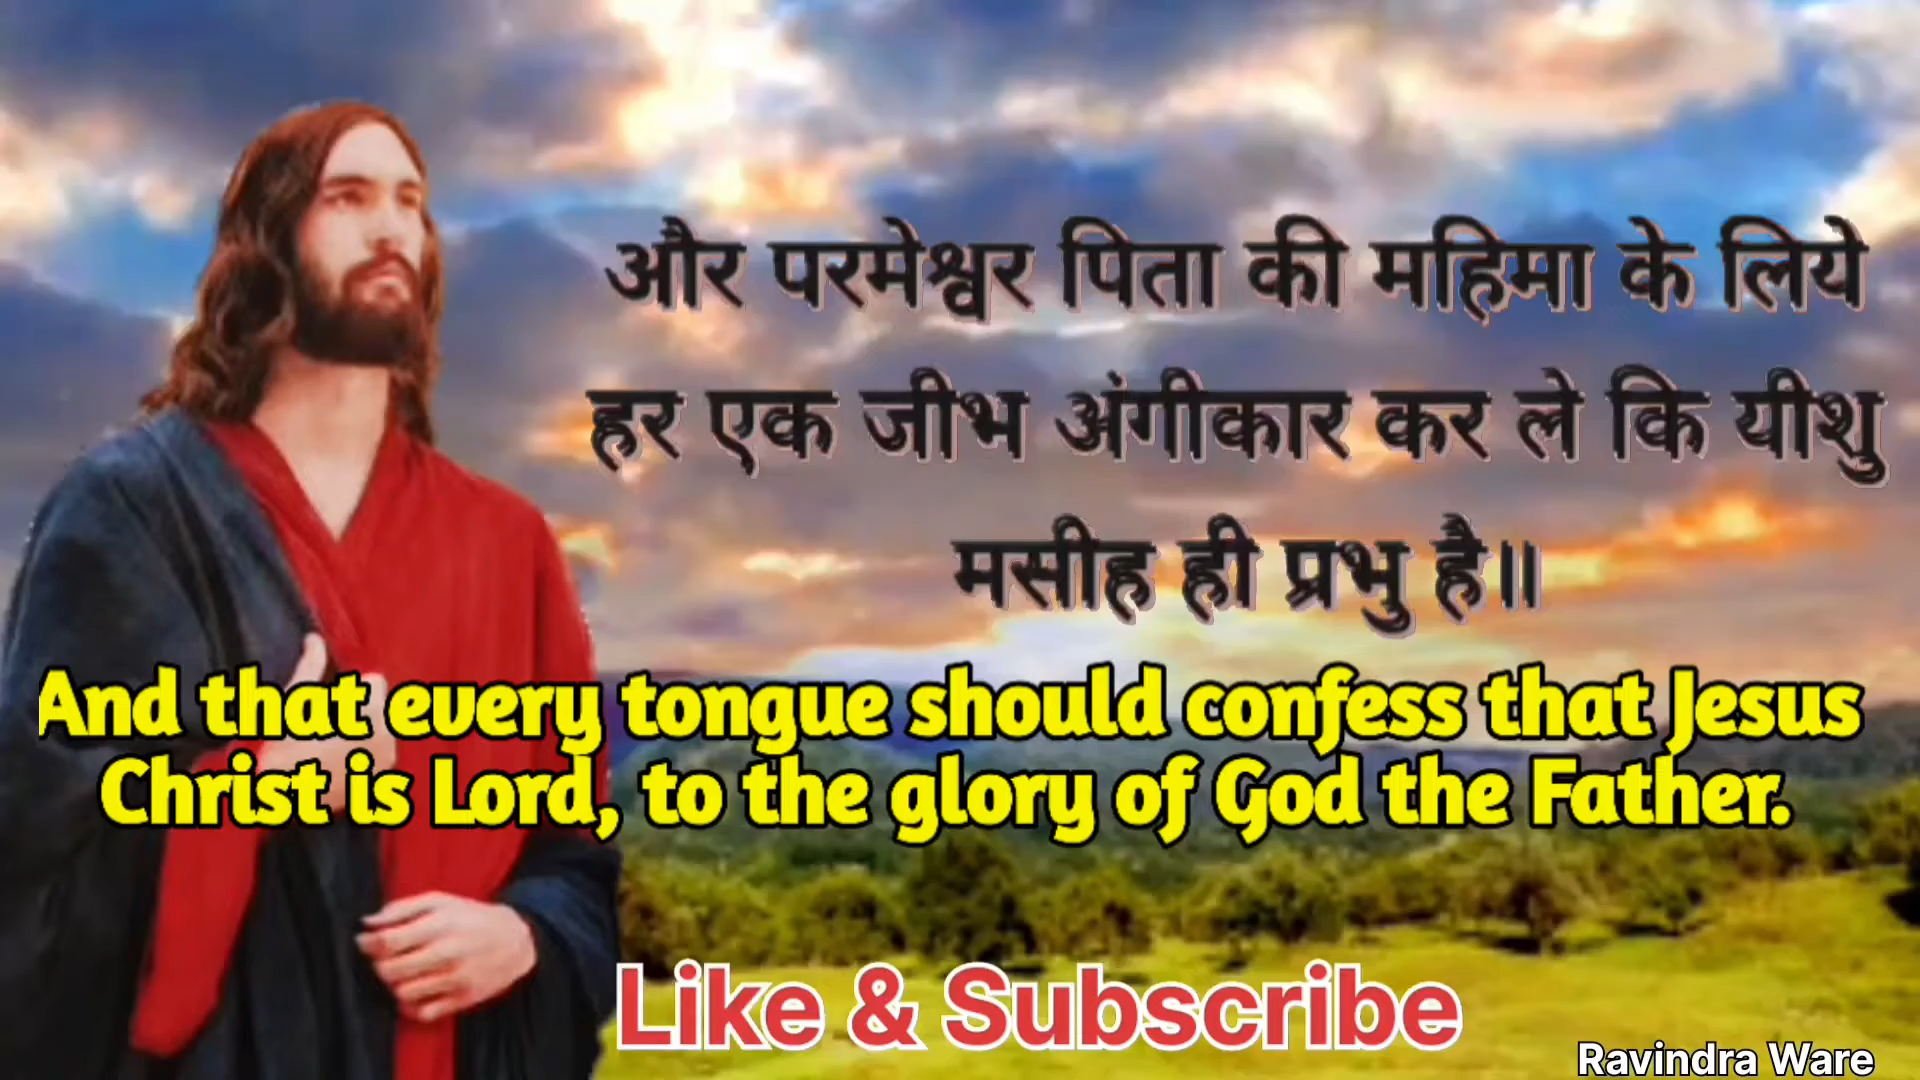 और परमेश्वर पिता की महिमा के लिये
हर एक जीभ अंगीकार कर ले कि यीशु
मसीह ही प्रभु है॥
And that every tongue should confess that Jesus
Christ is Lord, to the glory of God the Father.
Like & Subscribe
Ravindra Ware